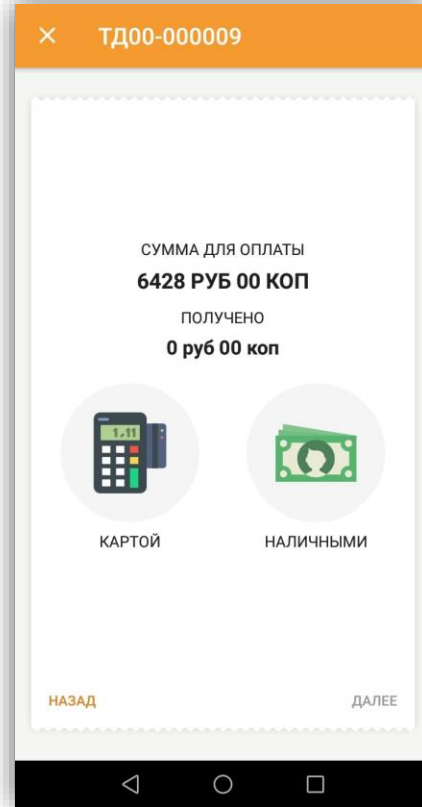 ТД00-000009
СУММА ДЛЯ ОПЛАТЫ
6428 РУБ 00 КОП
ПОЛУЧЕНО
0 руб 00 коп
1.11
КАРТОЙ НАЛИЧНЫМИ
НАЗАД ДАЛЕЕ